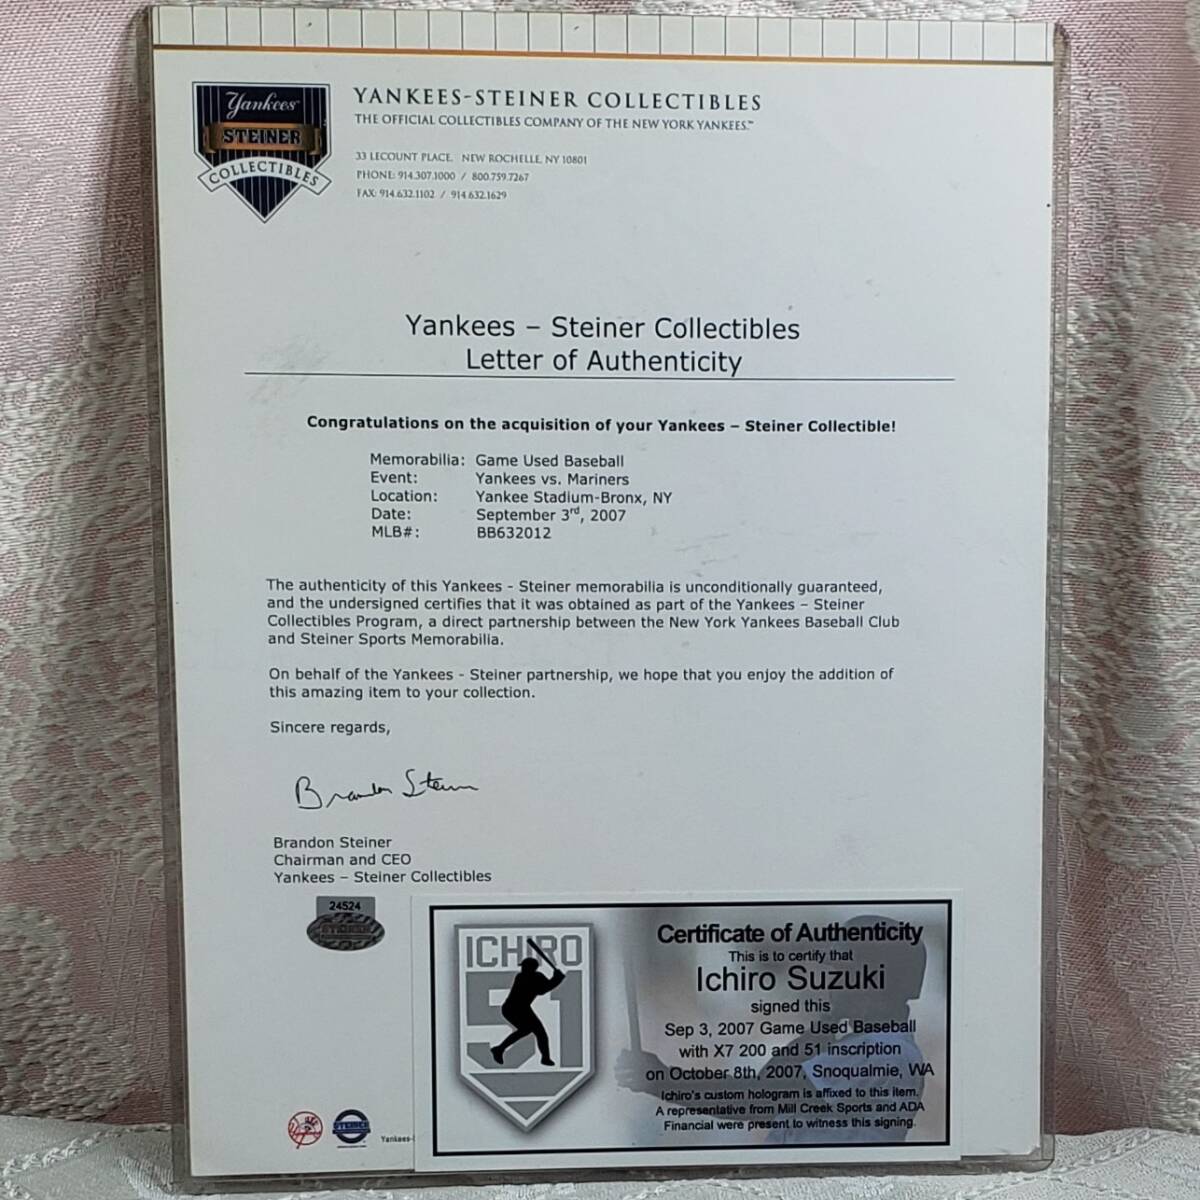 Yankees
STEINER
COLLECTIBLES
YANKEES-STEINER COLLECTIBLES
THE OFFICIAL COLLECTIBLES COMPANY OF THE NEW YORK YANKEES.™
33 LECOUNT PLACE. NEW ROCHELLE, NY 10801
PHONE: 914.307.1000 / 800.759.7267
FAX: 914.632.1102 / 914.632.1629
Yankees – Steiner Collectibles
Letter of Authenticity
Congratulations on the acquisition of your Yankees – Steiner Collectible!
Memorabilia: Game Used Baseball
Event: Yankees vs. Mariners
Location: Yankee Stadium-Bronx, NY
Date: September 3rd, 2007
MLB#: BB632012
The authenticity of this Yankees - Steiner memorabilia is unconditionally guaranteed,
and the undersigned certifies that it was obtained as part of the Yankees – Steiner
Collectibles Program, a direct partnership between the New York Yankees Baseball Club
and Steiner Sports Memorabilia.
On behalf of the Yankees - Steiner partnership, we hope that you enjoy the addition of
this amazing item to your collection.
Sincere regards,
Brandon Steiner
Brandon Steiner
Chairman and CEO
Yankees – Steiner Collectibles
24524
STEINER
ICHIRO
51
Certificate of Authenticity
This is to certify that
Ichiro Suzuki
signed this
Sep 3, 2007 Game Used Baseball
with X7 200 and 51 inscription
on October 8th, 2007, Snoqualmie, WA
Ichiro's custom hologram is affixed to this item.
A representative from Mill Creek Sports and ADA
Financial were present to witness this signing.
STEINER
Yankees-